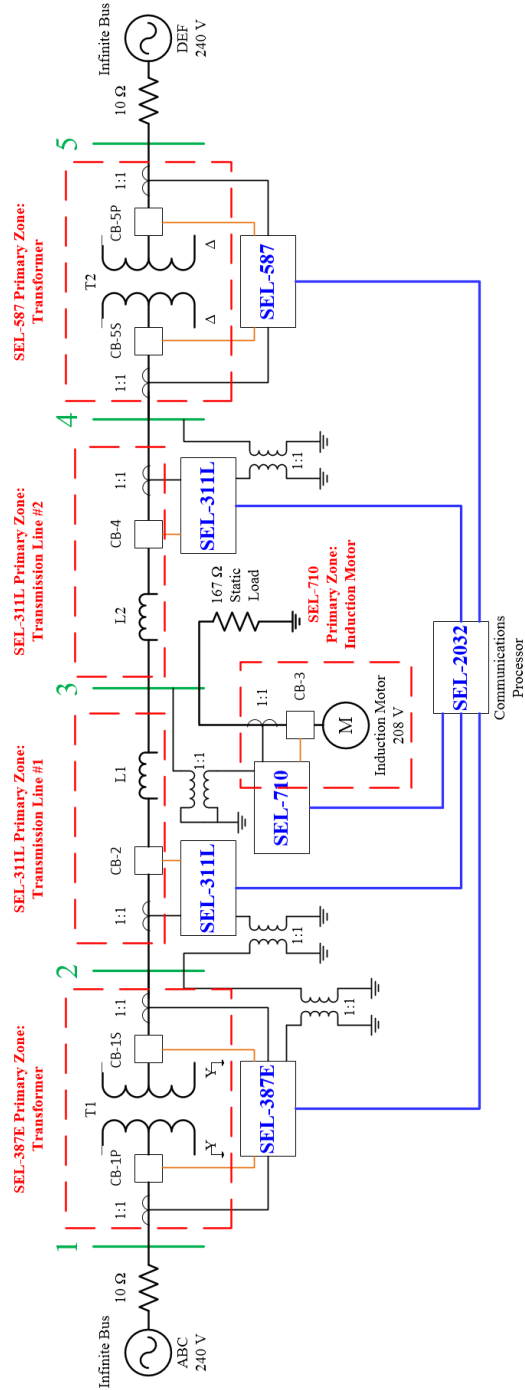 SEL-387E Primary Zone:
Transformer
SEL-311L Primary Zone:
Transmission Line #1
SEL-311L Primary Zone:
Transmission Line #2
SEL-587 Primary Zone:
Transformer
1
2
3
4
5
Infinite Bus
10 Ω
ABC
240 V
1:1
CB-1P
T1
CB-1S
1:1
Y
Y
SEL-387E
1:1
1:1
CB-2
L1
SEL-311L
1:1
1:1
SEL-710
1:1
CB-3
M
Induction Motor
208 V
167 Ω
Static
Load
SEL-710
Primary Zone:
Induction Motor
L2
CB-4
1:1
SEL-311L
1:1
1:1
CB-5S
T2
CB-5P
1:1
Δ
Δ
SEL-587
Infinite Bus
10 Ω
DEF
240 V
SEL-2032
Communications
Processor